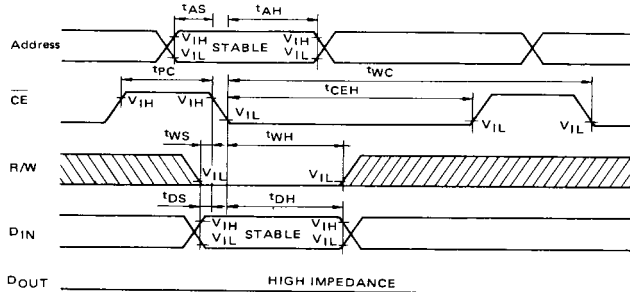 tAS tAH
Address VIH VIL STABLE VIH VIL
tPC tWC
CE VIH VIH tCEH
VIL VIL VIL
tWS tWH
R/W VIL VIL
tDS tDH
DIN VIH VIL STABLE VIH VIL
DOUT HIGH IMPEDANCE